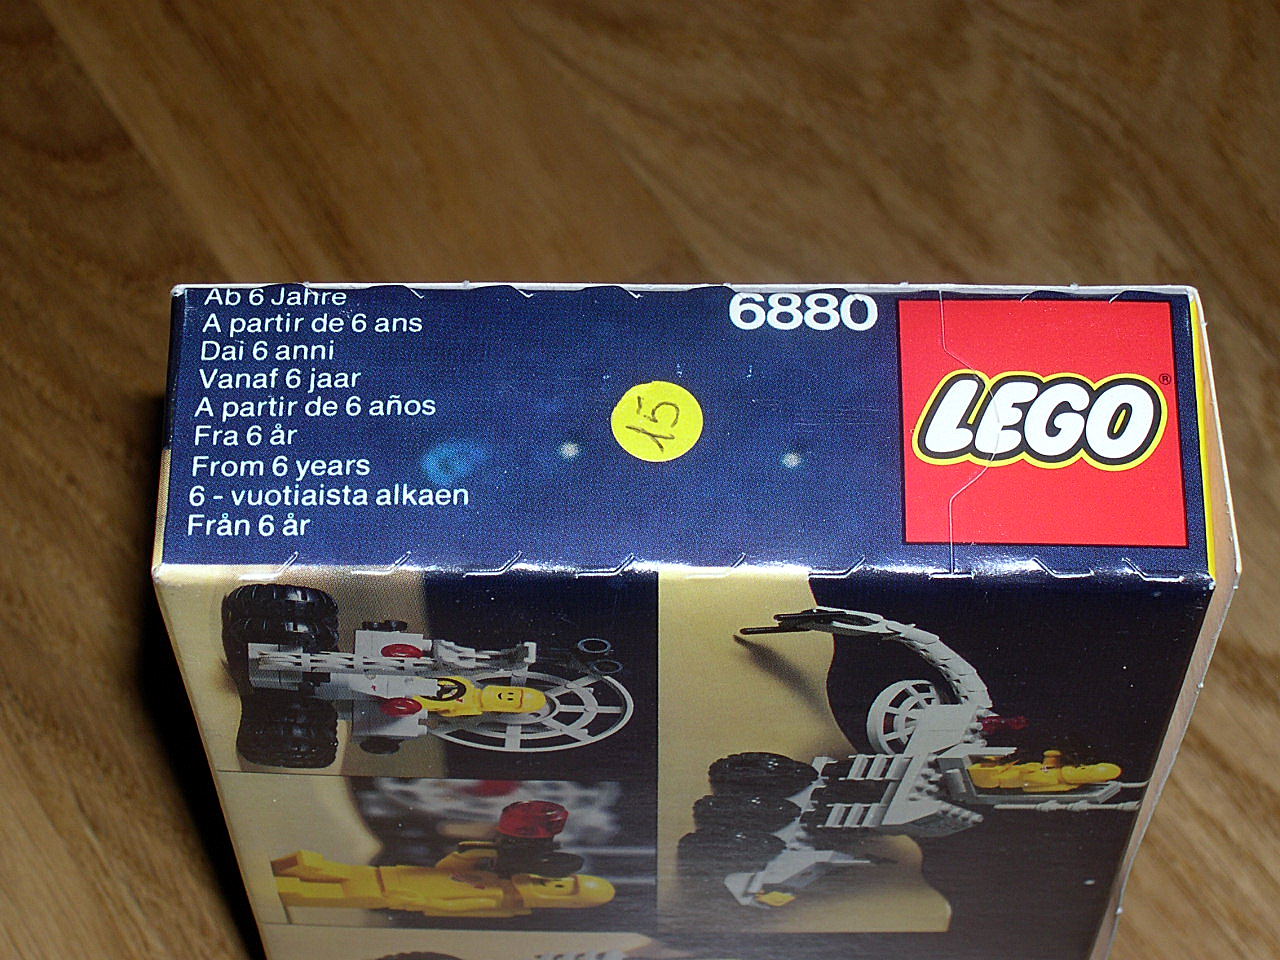 Ab 6 Jahre
A partir de 6 ans
Dai 6 anni
Vanaf 6 jaar
A partir de 6 años
Fra 6 år
From 6 years
6 - vuotiaista alkaen
Från 6 år
15
6880
LEGO®